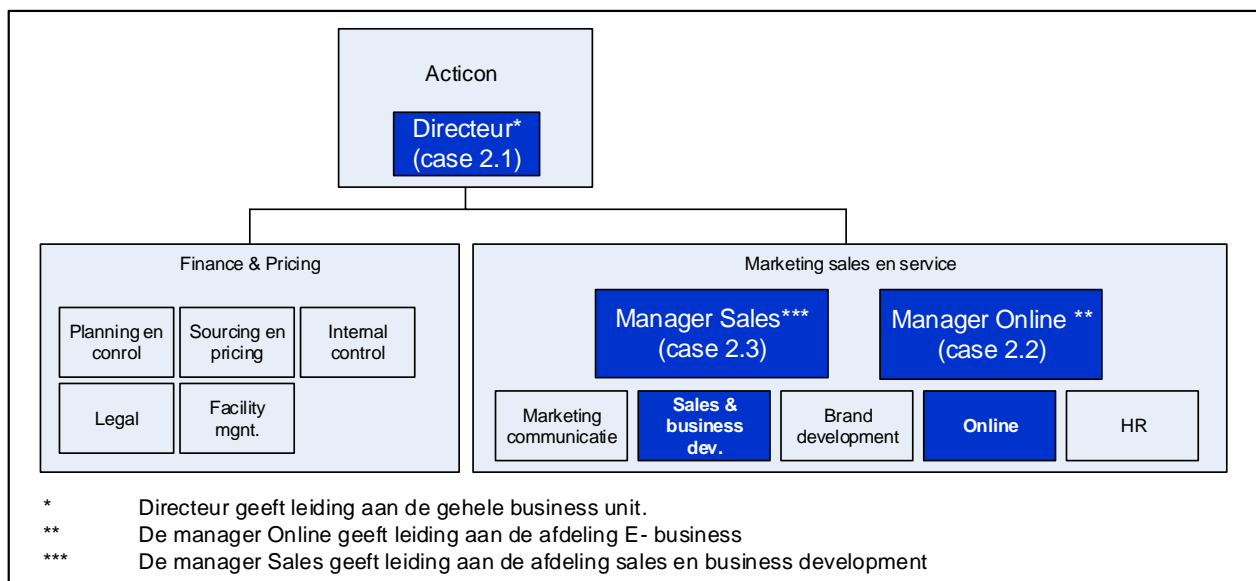 Acticon
Directeur*
(case 2.1)
Finance & Pricing
Planning en
conrol
Sourcing en
pricing
Internal
control
Legal
Facility
mgnt.
Marketing sales en service
Manager Sales***
(case 2.3)
Manager Online **
(case 2.2)
Marketing
communicatie
Sales &
business
dev.
Brand
development
Online
HR
* Directeur geeft leiding aan de gehele business unit.
** De manager Online geeft leiding aan de afdeling E- business
*** De manager Sales geeft leiding aan de afdeling sales en business development